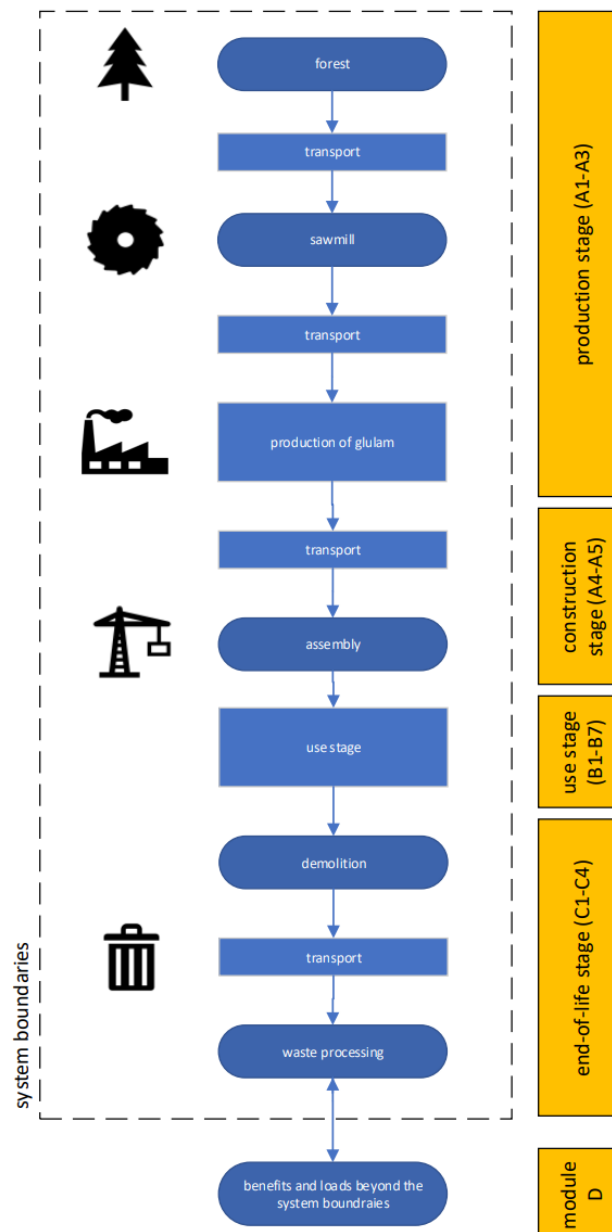 forest
transport
sawmill
transport
production of glulam
transport
assembly
use stage
demolition
transport
waste processing
benefits and loads beyond the
system boundraies
system boundaries
production stage (A1-A3)
construction
stage (A4-A5)
use stage
(B1-B7)
end-of-life stage (C1-C4)
module
D